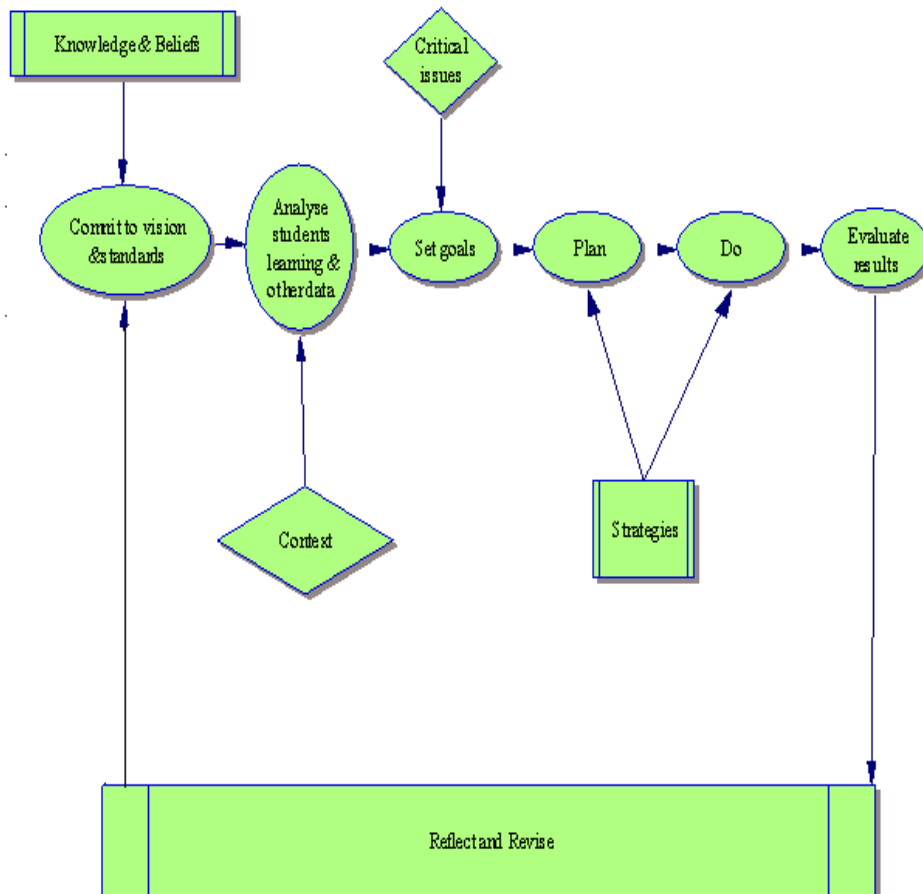 Knowledge & Beliefs
Critical
issues
Commit to vision
&standards
Analyse
students
learning &
otherdata
Set goals
Plan
Do
Evaluate
results
Context
Strategies
Reflect and Revise